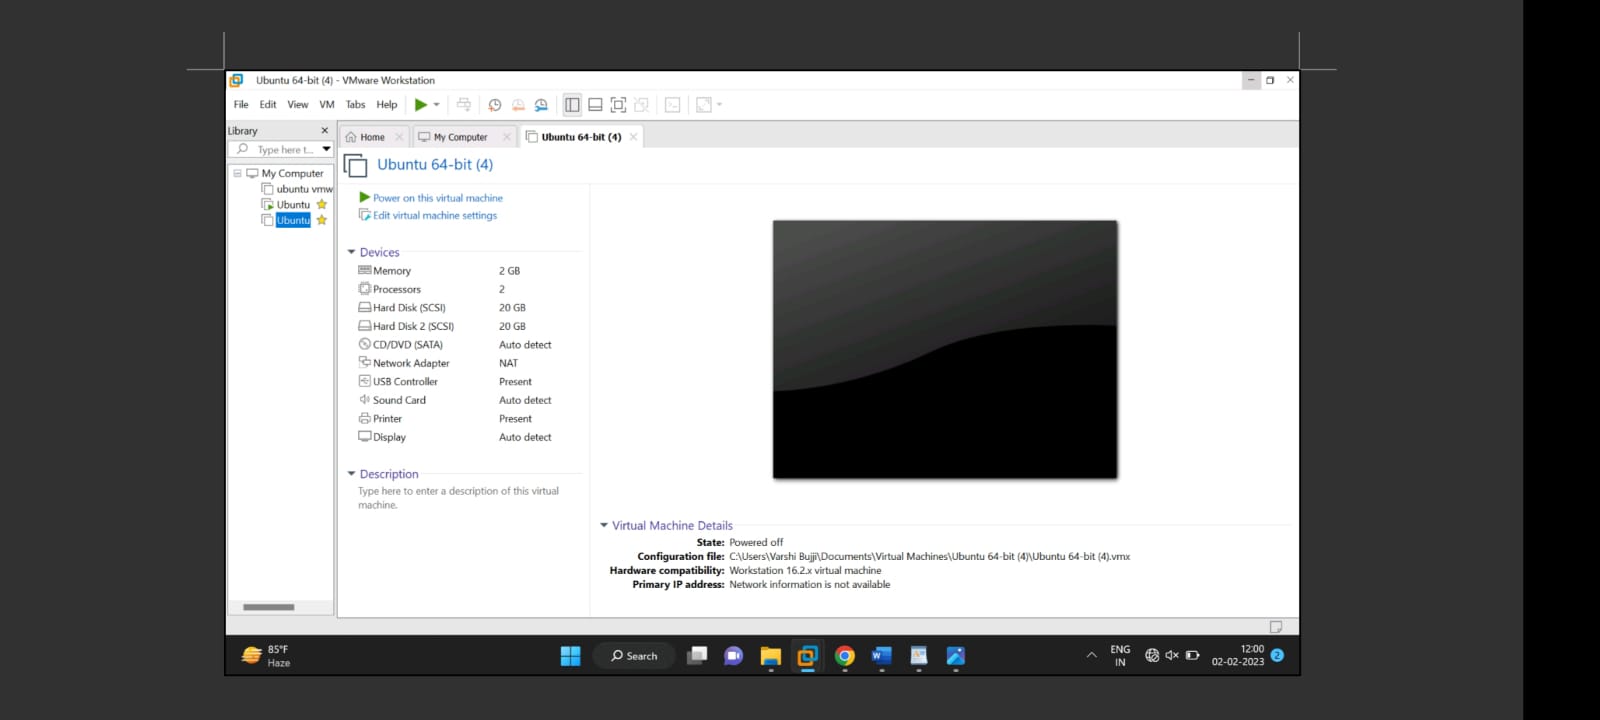 Ubuntu 64-bit (4) - VMware Workstation
File Edit View VM Tabs Help
Library
Type here t...
My Computer
ubuntu vmw
Ubuntu
Ubuntu
Home
My Computer
Ubuntu 64-bit (4)
Ubuntu 64-bit (4)
Power on this virtual machine
Edit virtual machine settings
Devices
Memory 2 GB
Processors 2
Hard Disk (SCSI) 20 GB
Hard Disk 2 (SCSI) 20 GB
CD/DVD (SATA) Auto detect
Network Adapter NAT
USB Controller Present
Sound Card Auto detect
Printer Present
Display Auto detect
Description
Type here to enter a description of this virtual
machine.
Virtual Machine Details
State: Powered off
Configuration file: C:\Users\Varshi Bujji\Documents\Virtual Machines\Ubuntu 64-bit (4)\Ubuntu 64-bit (4).vmx
Hardware compatibility: Workstation 16.2.x virtual machine
Primary IP address: Network information is not available
85°F
Haze
Search
ENG
IN
12:00
02-02-2023
2